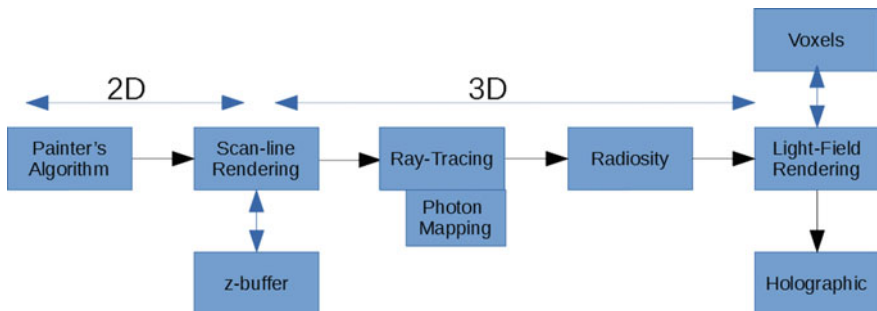 Voxels
2D
3D
Painter's
Algorithm
Scan-line
Rendering
Ray-Tracing
Radiosity
Light-Field
Rendering
Photon
Mapping
z-buffer
Holographic